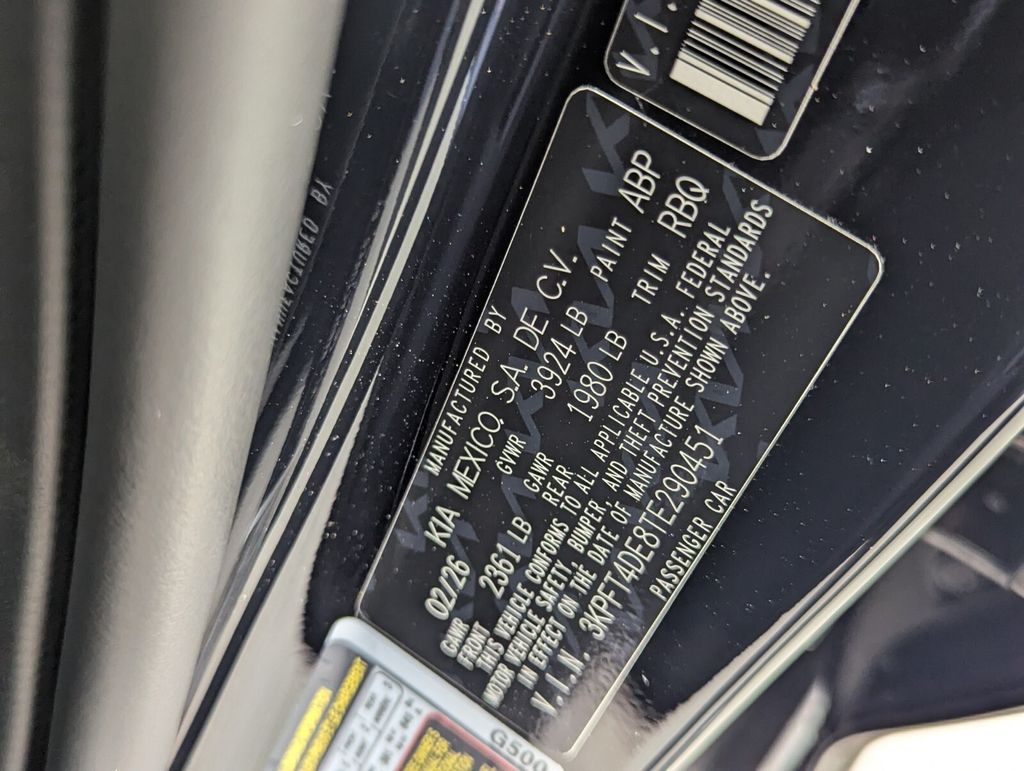 V.I.
MANUFACTURED BY
02/26 KIA MEXICO, S.A. DE C.V.
GVWR 3924 LB PAINT ABP
GAWR FRONT 2361 LB GAWR REAR 1980 LB TRIM RBQ
THIS VEHICLE CONFORMS TO ALL APPLICABLE U.S.A. FEDERAL
MOTOR VEHICLE SAFETY, BUMPER, AND THEFT PREVENTION STANDARDS
IN EFFECT ON THE DATE OF MANUFACTURE SHOWN ABOVE.
V.I.N. 3KPFT4DE8TE290451
PASSENGER CAR
G500